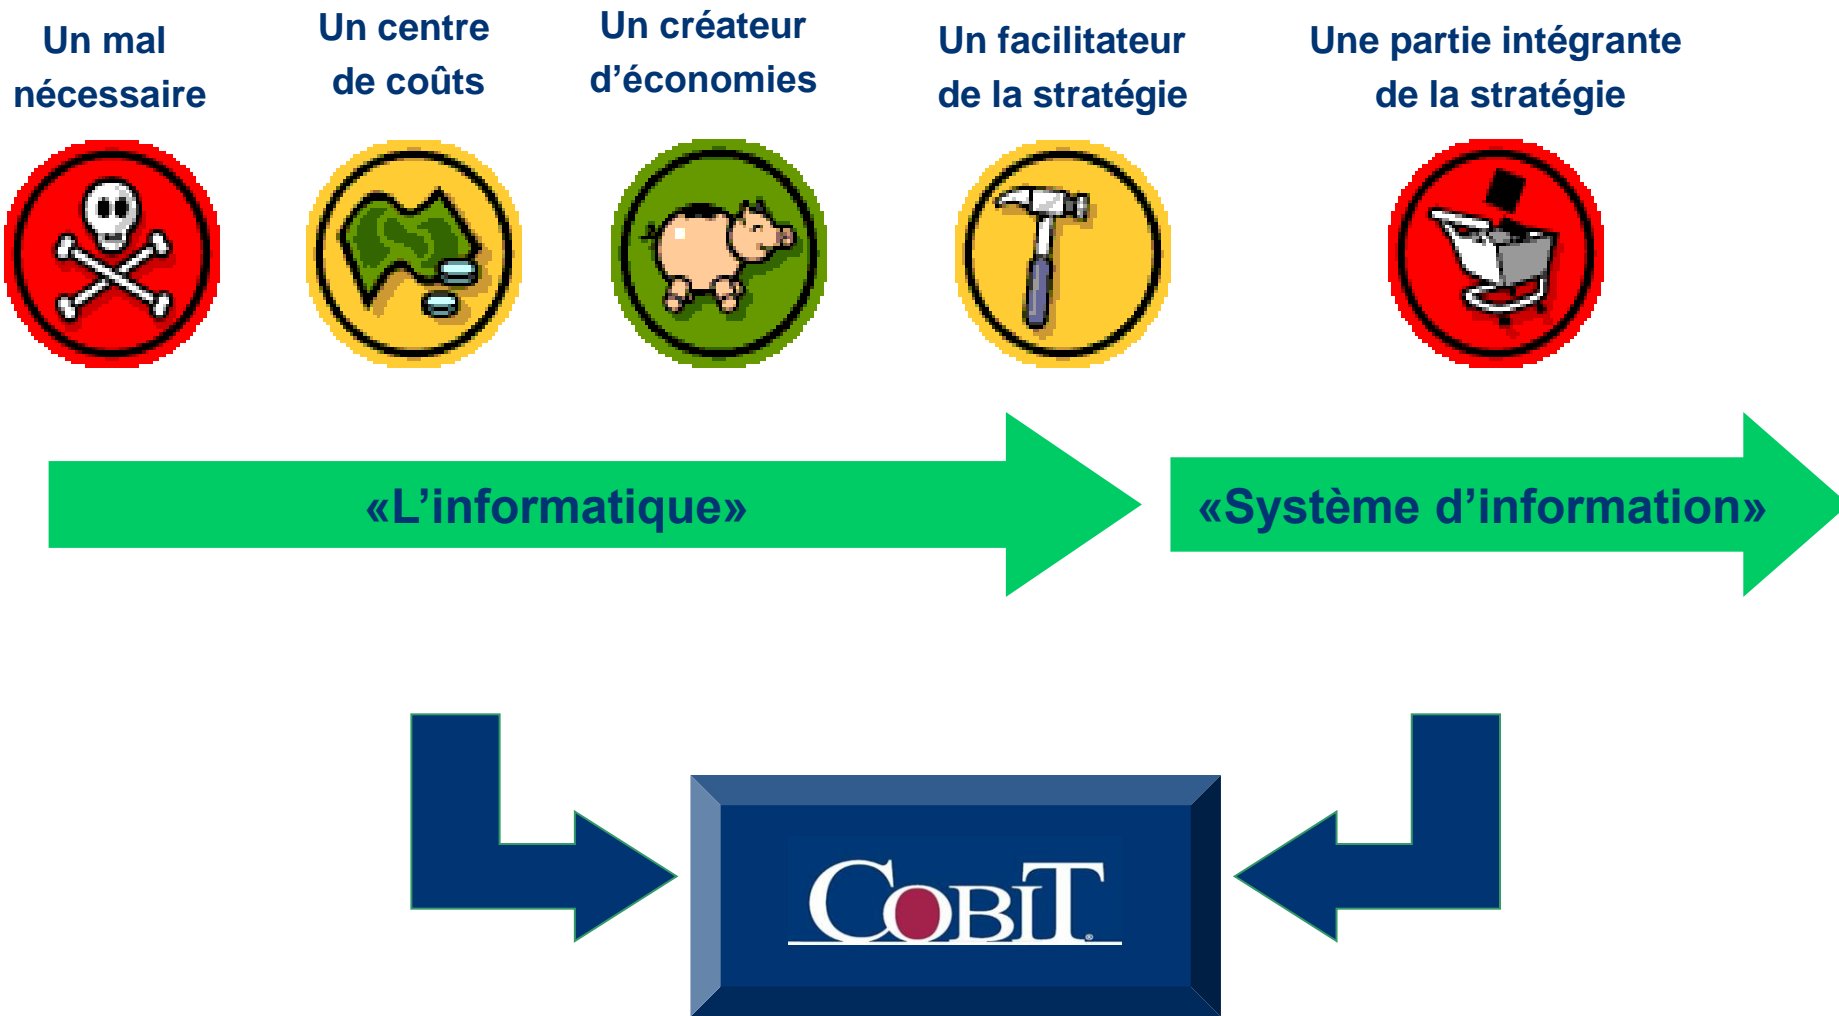 Un mal
nécessaire
Un centre
de coûts
Un créateur
d’économies
Un facilitateur
de la stratégie
Une partie intégrante
de la stratégie
«L’informatique»
«Système d’information»
COBIT®